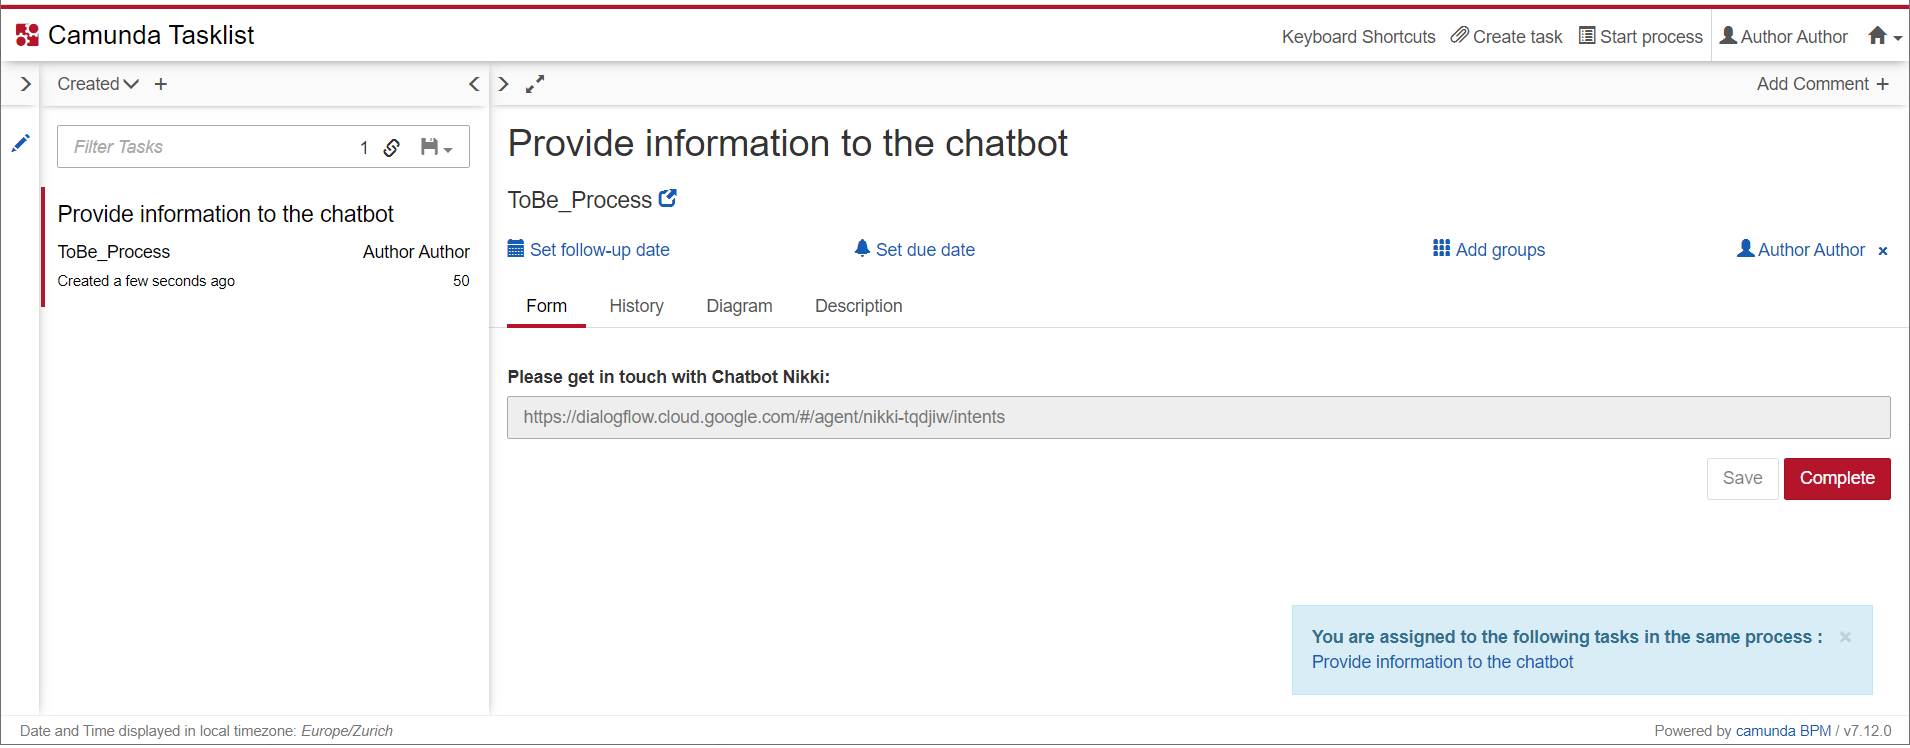 Camunda Tasklist
Keyboard Shortcuts Create task Start process Author Author
Created +
Add Comment +
Filter Tasks 1
Provide information to the chatbot
ToBe_Process Author Author
Created a few seconds ago 50
Provide information to the chatbot
ToBe_Process
Set follow-up date Set due date Add groups Author Author ×
Form History Diagram Description
Please get in touch with Chatbot Nikki:
https://dialogflow.cloud.google.com/#/agent/nikki-tqdjiw/intents
Save Complete
You are assigned to the following tasks in the same process : ×
Provide information to the chatbot
Date and Time displayed in local timezone: Europe/Zurich
Powered by camunda BPM / v7.12.0